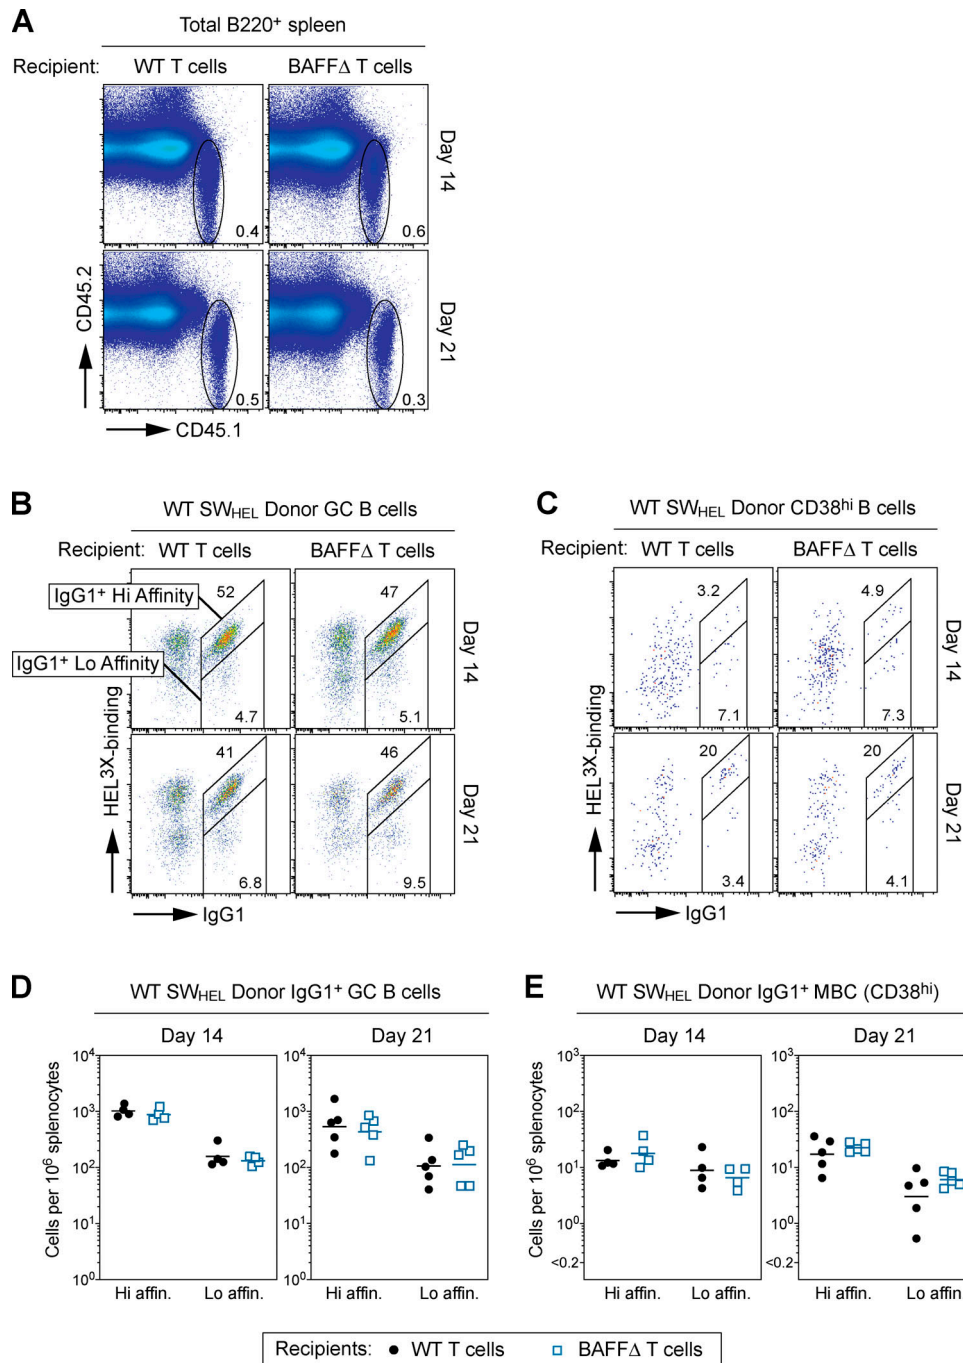 A
Total B220+ spleen
Recipient: WT T cells BAFFΔ T cells
0.4 0.6
Day 14
CD45.2
0.5 0.3
Day 21
CD45.1
B
WT SWHEL Donor GC B cells
Recipient: WT T cells BAFFΔ T cells
IgG1+ Hi Affinity
52 47
IgG1+ Lo Affinity
4.7 5.1
Day 14
HEL3X-binding
41 46
6.8 9.5
Day 21
IgG1
C
WT SWHEL Donor CD38hi B cells
Recipient: WT T cells BAFFΔ T cells
3.2 4.9
7.1 7.3
Day 14
HEL3X-binding
20 20
3.4 4.1
Day 21
IgG1
D
WT SWHEL Donor IgG1+ GC B cells
Day 14 Day 21
Cells per 106 splenocytes
104 104
103 103
102 102
101 101
100 100
Hi affin. Lo affin. Hi affin. Lo affin.
E
WT SWHEL Donor IgG1+ MBC (CD38hi)
Day 14 Day 21
Cells per 106 splenocytes
103 103
102 102
101 101
100 100
<0.2 <0.2
Hi affin. Lo affin. Hi affin. Lo affin.
Recipients: WT T cells BAFFΔ T cells